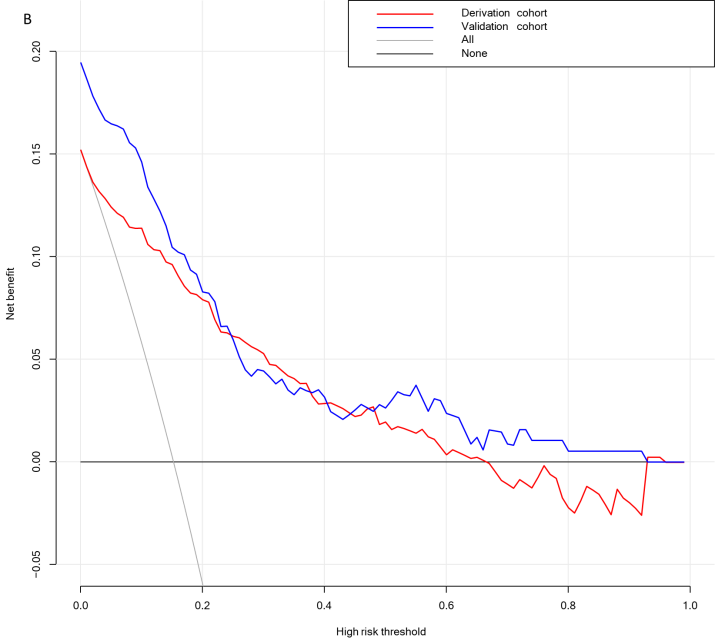 B
Derivation cohort
Validation cohort
All
None
Net benefit
0.20
0.15
0.10
0.05
0.00
−0.05
0.0 0.2 0.4 0.6 0.8 1.0
High risk threshold